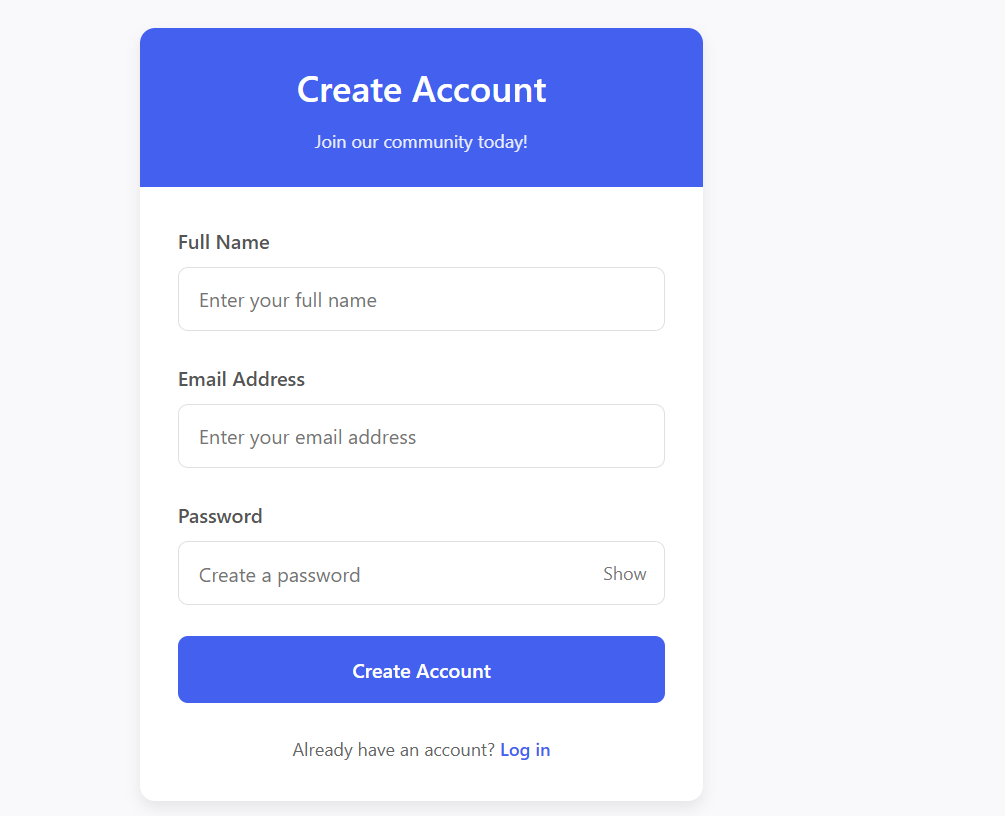 Create Account
Join our community today!
Full Name
Enter your full name
Email Address
Enter your email address
Password
Create a password Show
Create Account
Already have an account? Log in